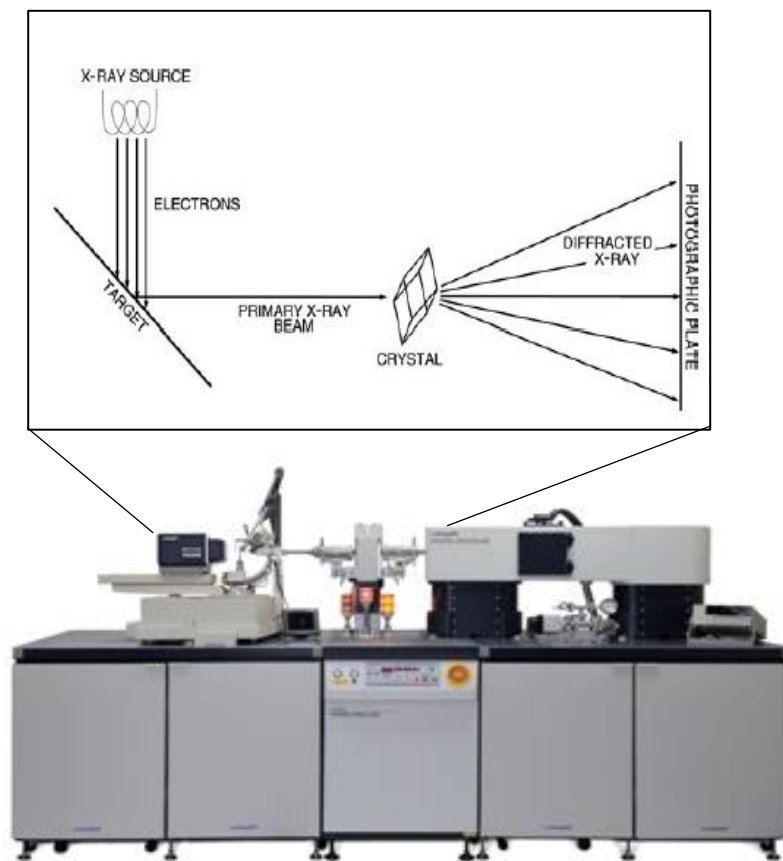 X-RAY SOURCE
ELECTRONS
TARGET
PRIMARY X-RAY
BEAM
CRYSTAL
DIFFRACTED
X-RAY
PHOTOGRAPHIC PLATE